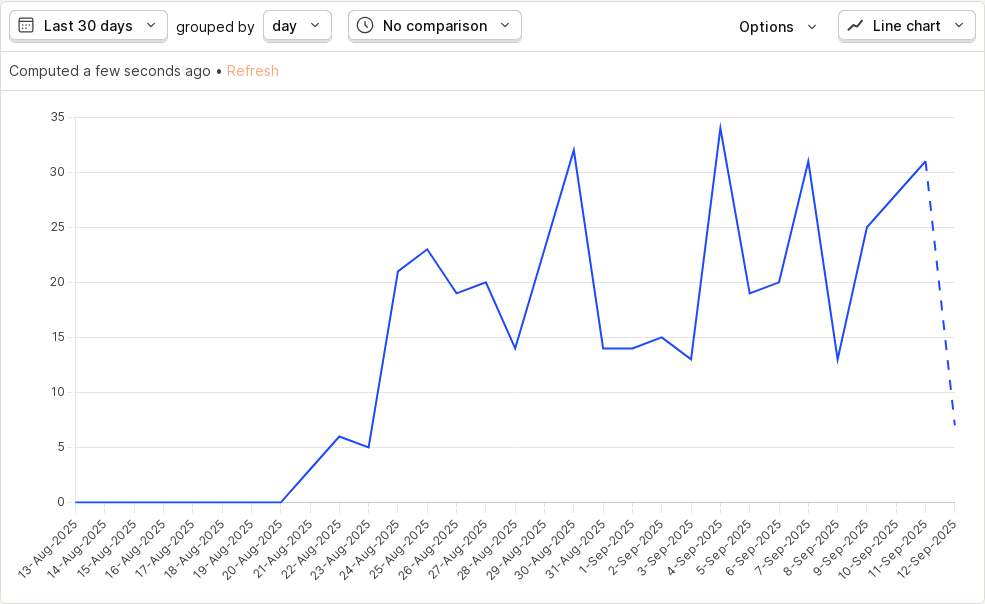 Last 30 days grouped by day No comparison Options Line chart
Computed a few seconds ago • Refresh
35
30
25
20
15
10
5
0
13-Aug-2025
14-Aug-2025
15-Aug-2025
16-Aug-2025
17-Aug-2025
18-Aug-2025
19-Aug-2025
20-Aug-2025
21-Aug-2025
22-Aug-2025
23-Aug-2025
24-Aug-2025
25-Aug-2025
26-Aug-2025
27-Aug-2025
28-Aug-2025
29-Aug-2025
30-Aug-2025
31-Aug-2025
1-Sep-2025
2-Sep-2025
3-Sep-2025
4-Sep-2025
5-Sep-2025
6-Sep-2025
7-Sep-2025
8-Sep-2025
9-Sep-2025
10-Sep-2025
11-Sep-2025
12-Sep-2025